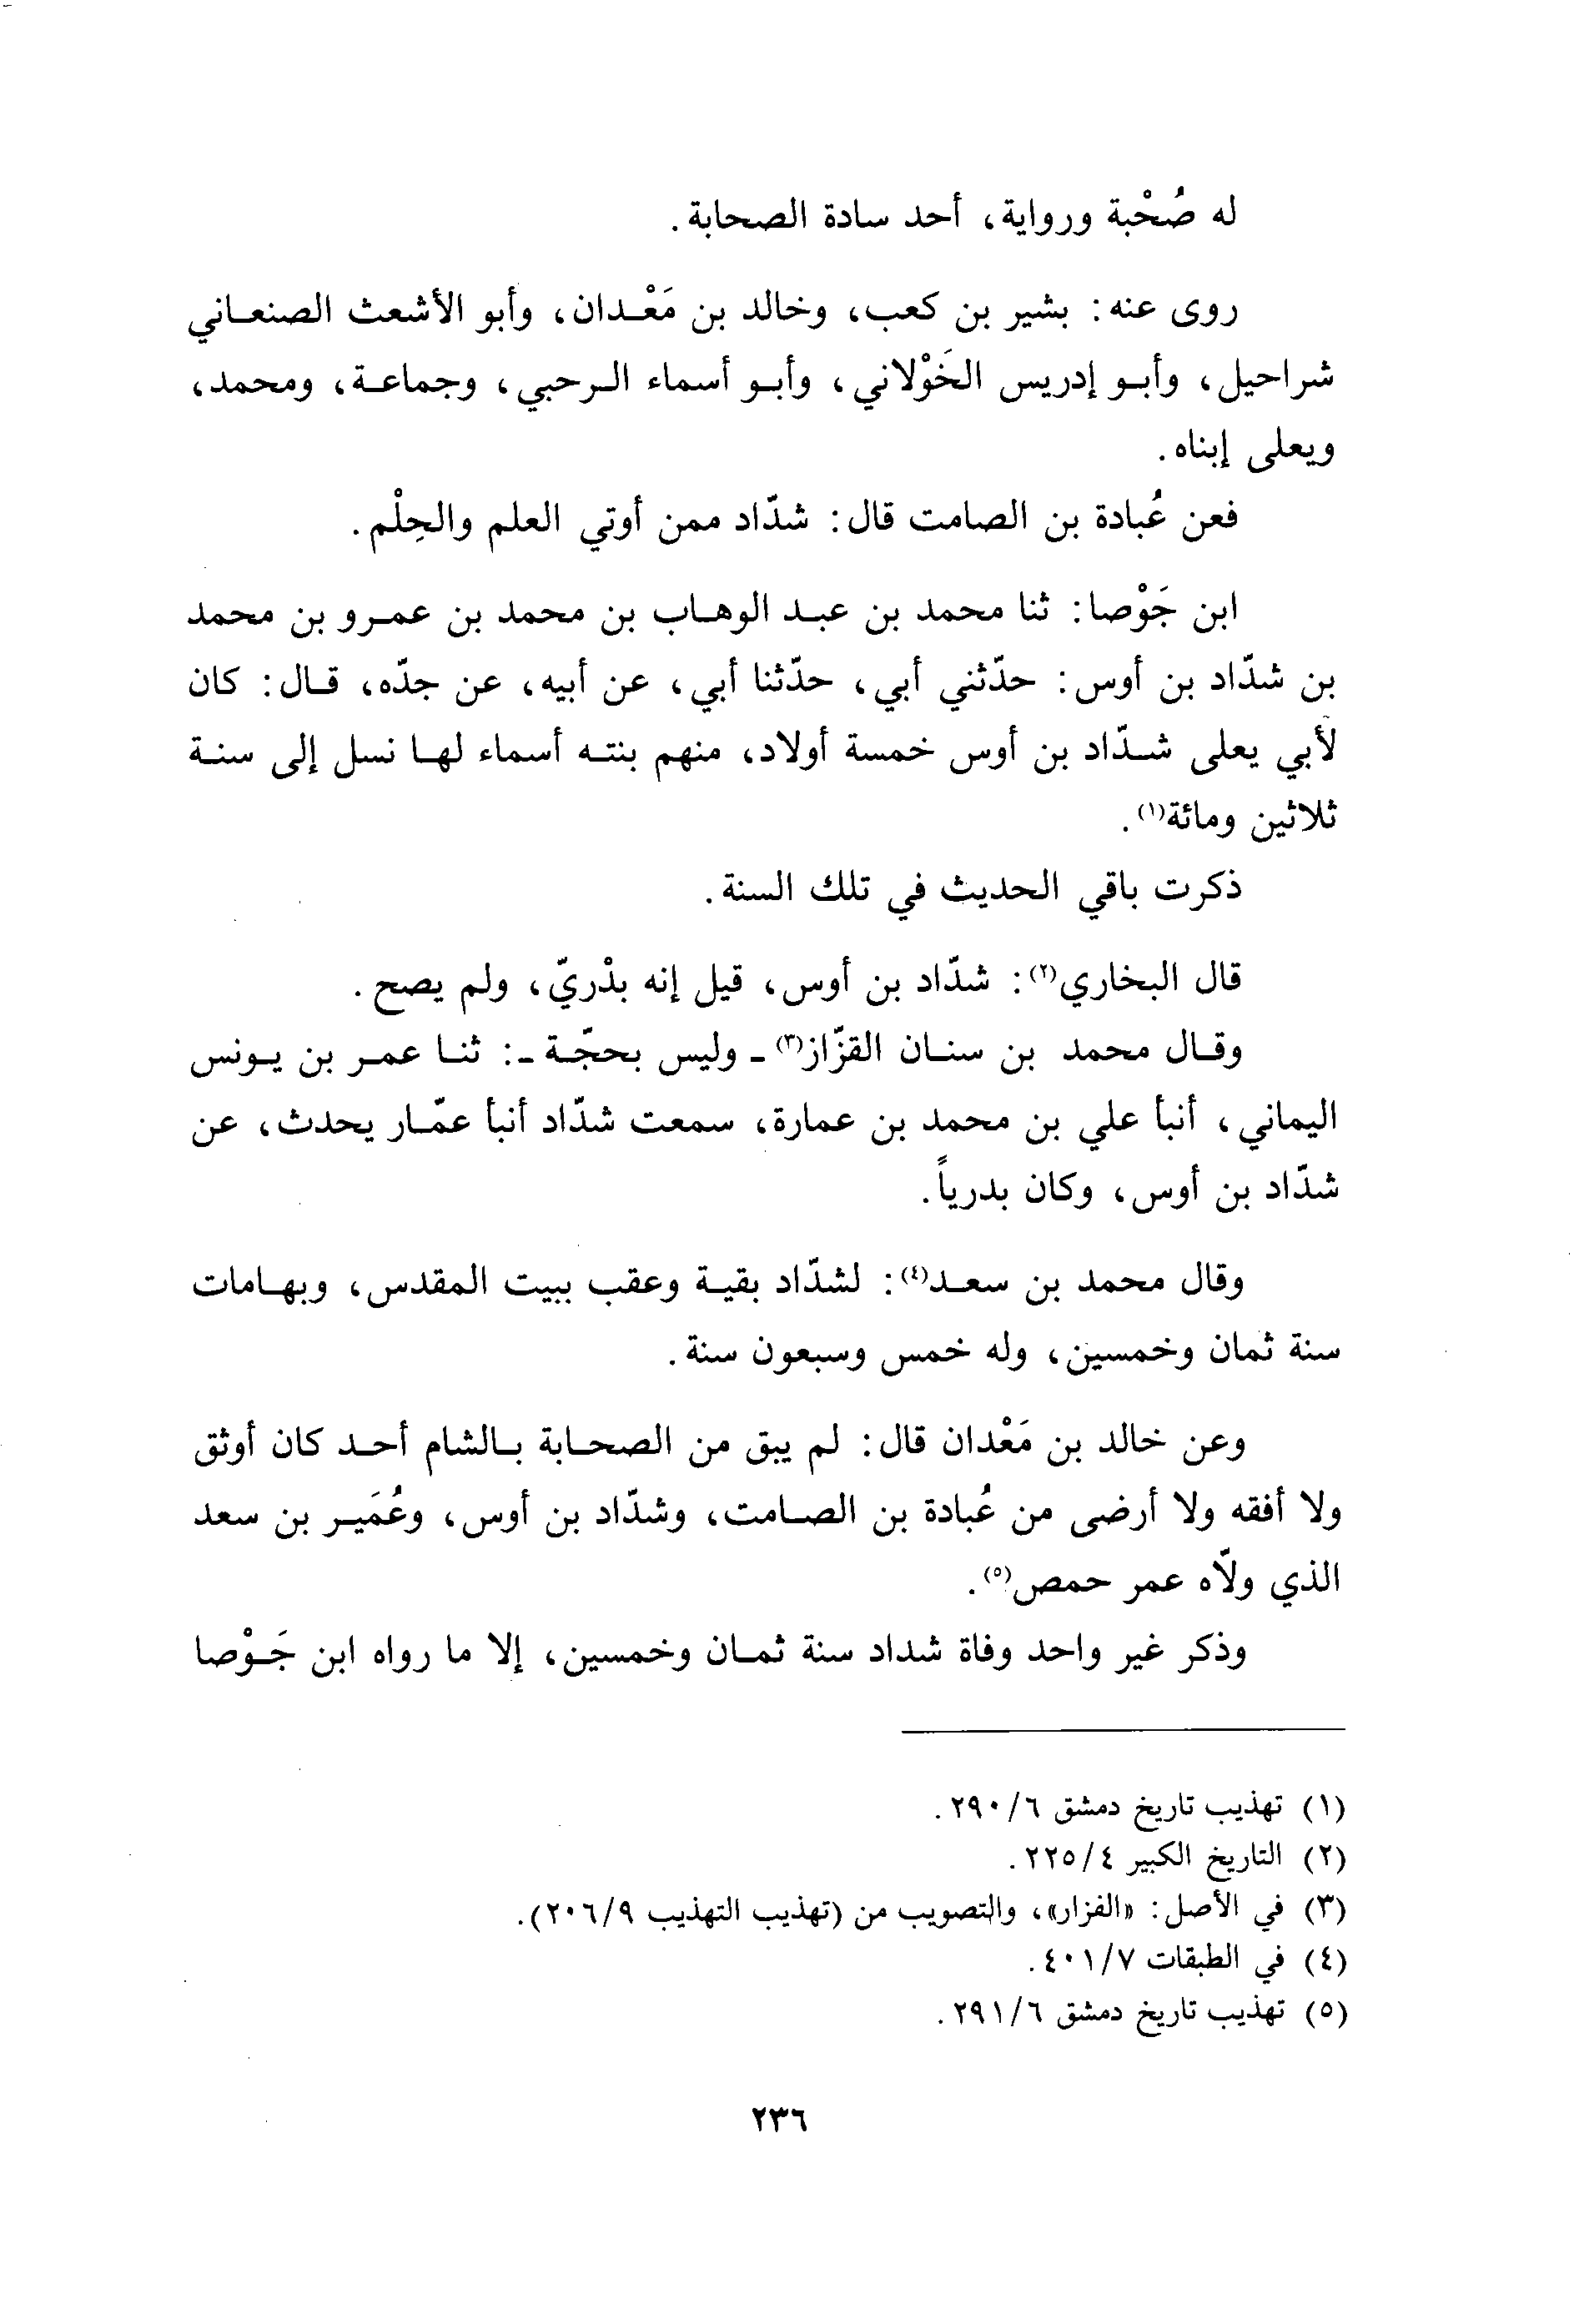 له صُحْبة ورواية، أحد سادة الصحابة.
روى عنه: بشير بن كعب، وخالد بن مَعْدان، وأبو الأشعث الصنعاني
شراحيل، وأبو إدريس الخَوْلاني، وأبو أسماء الرحبي، وجماعة، ومحمد،
ويعلى إبناه.
فعن عُبادة بن الصامت قال: شدّاد ممن أوتي العلم والحِلْم.
ابن جَوْصا: ثنا محمد بن عبد الوهاب بن محمد بن عمرو بن محمد
بن شدّاد بن أوس: حدّثني أبي، حدّثنا أبي، عن أبيه، عن جدّه، قال: كان
لأبي يعلى شدّاد بن أوس خمسة أولاد، منهم بنته أسماء لها نسل إلى سنة
ثلاثين ومائة(١).
ذكرت باقي الحديث في تلك السنة.
قال البخاري(٢): شدّاد بن أوس، قيل إنه بدْريّ، ولم يصح.
وقال محمد بن سنان القزّاز(٣) - وليس بحجّة -: ثنا عمر بن يونس
اليماني، أنبأ علي بن محمد بن عمارة، سمعت شدّاد أنبأ عمّار يحدث، عن
شدّاد بن أوس، وكان بدرياً.
وقال محمد بن سعد(٤): لشدّاد بقية وعقب ببيت المقدس، وبها مات
سنة ثمان وخمسين، وله خمس وسبعون سنة.
وعن خالد بن مَعْدان قال: لم يبق من الصحابة بالشام أحد كان أوثق
ولا أفقه ولا أرضى من عُبادة بن الصامت، وشدّاد بن أوس، وعُمَير بن سعد
الذي ولّاه عمر حمص(٥).
وذكر غير واحد وفاة شداد سنة ثمان وخمسين، إلا ما رواه ابن جَوْصا
(١) تهذيب تاريخ دمشق ٢٩٠/٦.
(٢) التاريخ الكبير ٢٢٥/٤.
(٣) في الأصل: «الفزار»، والتصويب من (تهذيب التهذيب ٢٠٦/٩).
(٤) في الطبقات ٤٠١/٧.
(٥) تهذيب تاريخ دمشق ٢٩١/٦.
٢٣٦